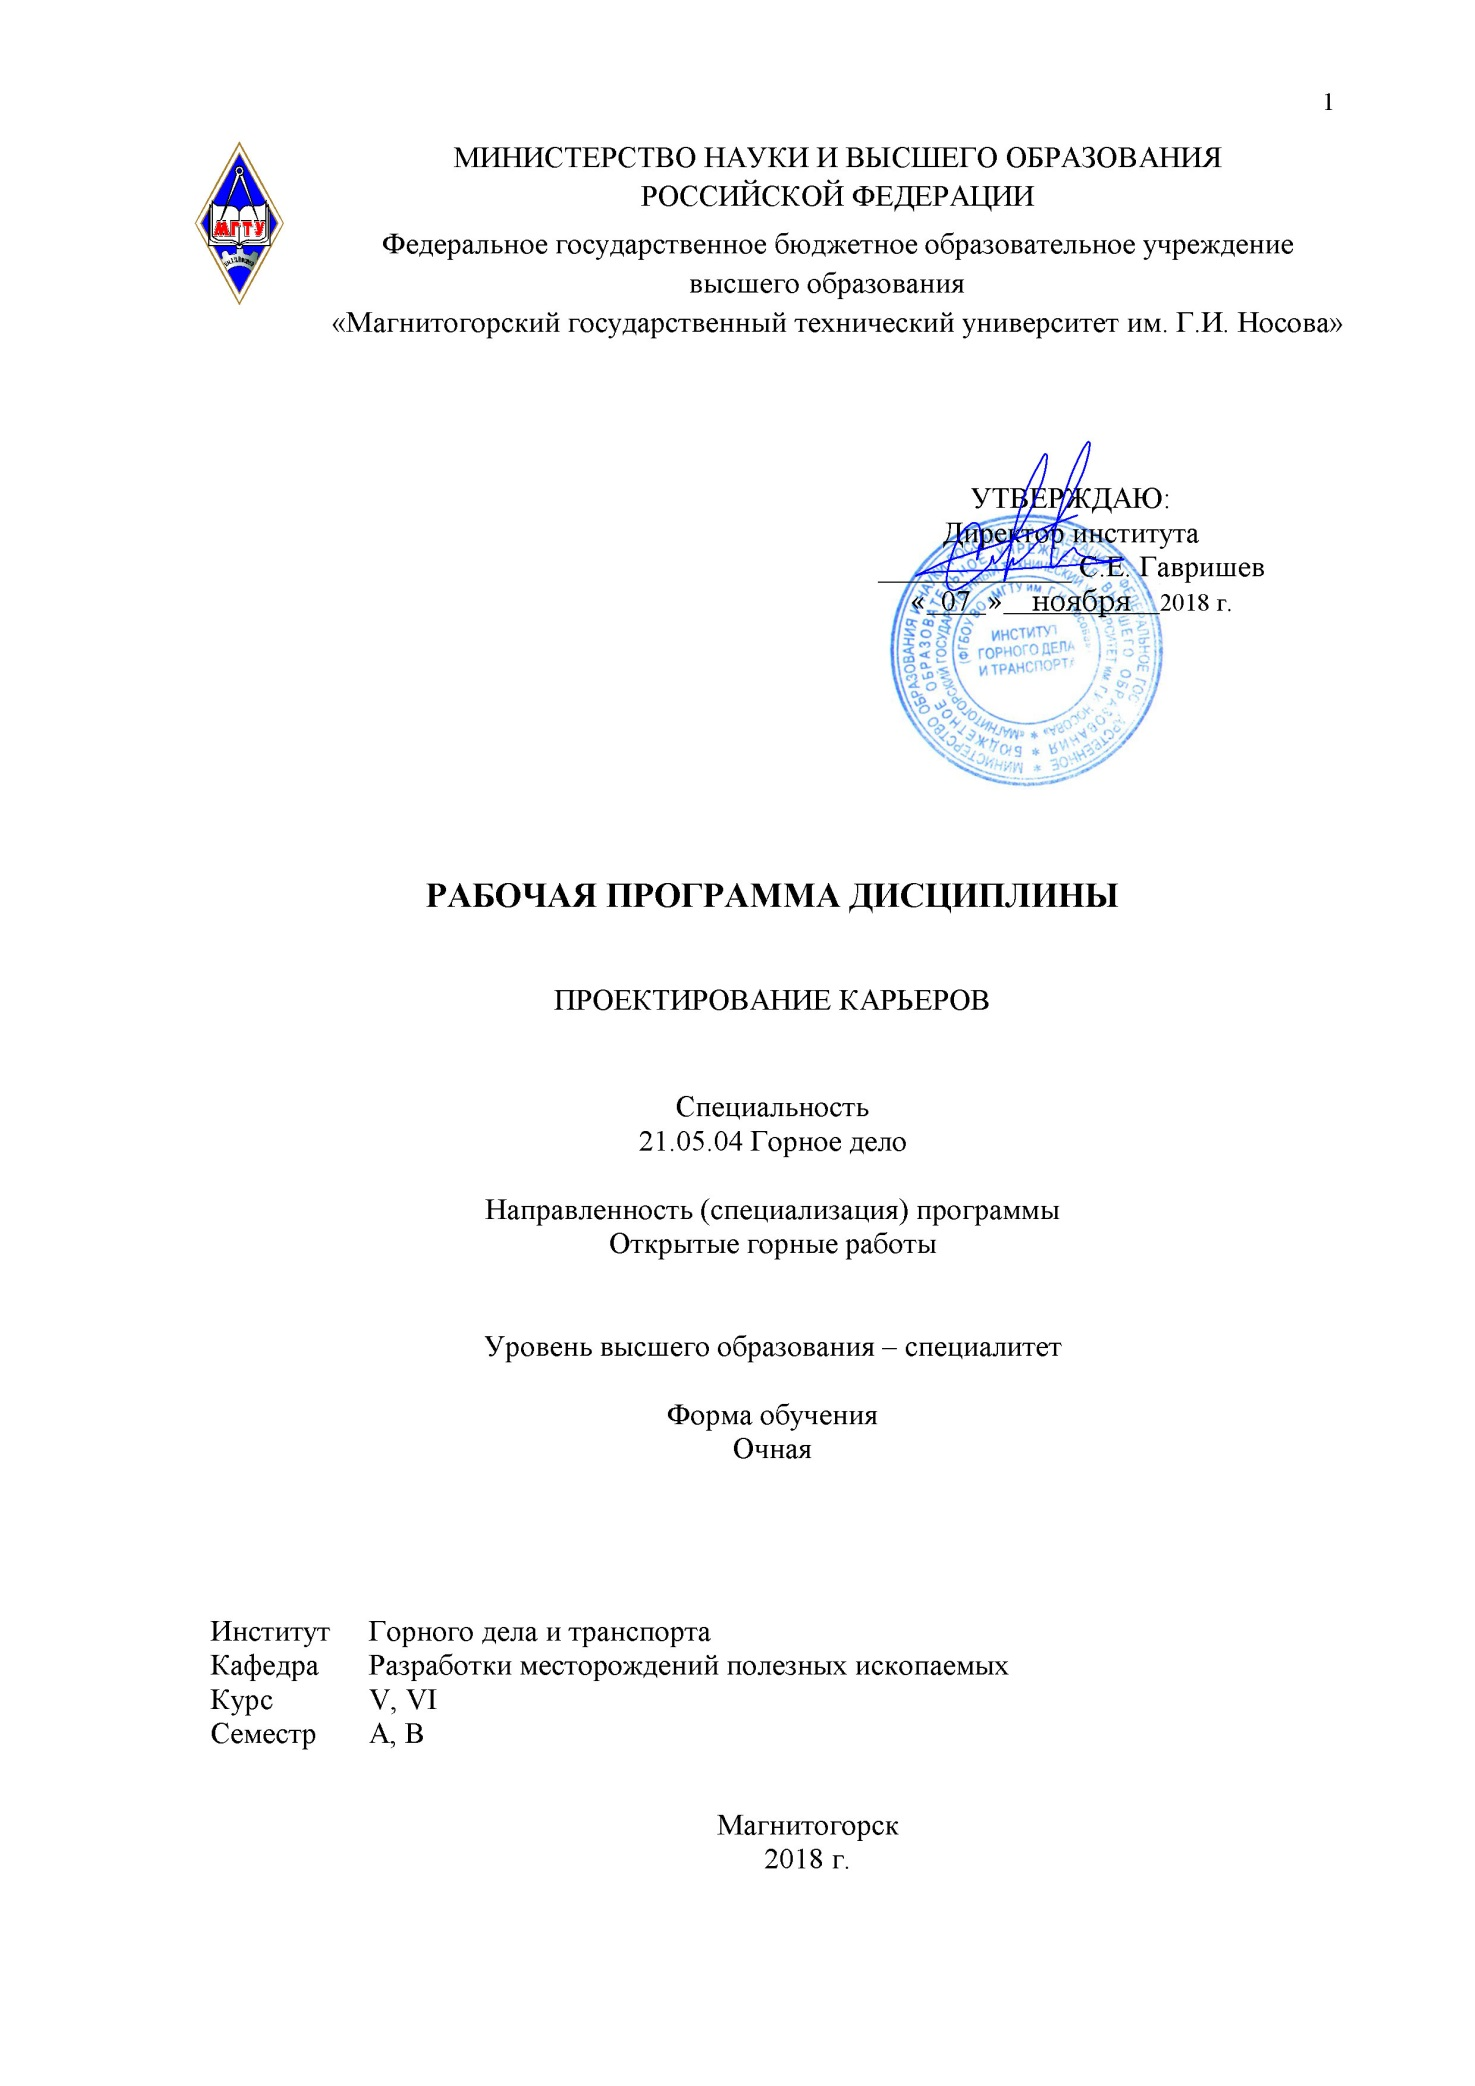 1
МИНИСТЕРСТВО НАУКИ И ВЫСШЕГО ОБРАЗОВАНИЯ
РОССИЙСКОЙ ФЕДЕРАЦИИ
Федеральное государственное бюджетное образовательное учреждение
высшего образования
«Магнитогорский государственный технический университет им. Г.И. Носова»
МГТУ
УТВЕРЖДАЮ:
Директор института
С.Е. Гавришев
« 07 » ноября 2018 г.
ИНСТИТУТ
ГОРНОГО ДЕЛА
И ТРАНСПОРТА
РАБОЧАЯ ПРОГРАММА ДИСЦИПЛИНЫ
ПРОЕКТИРОВАНИЕ КАРЬЕРОВ
Специальность
21.05.04 Горное дело
Направленность (специализация) программы
Открытые горные работы
Уровень высшего образования – специалитет
Форма обучения
Очная
Институт Горного дела и транспорта
Кафедра Разработки месторождений полезных ископаемых
Курс V, VI
Семестр A, B
Магнитогорск
2018 г.